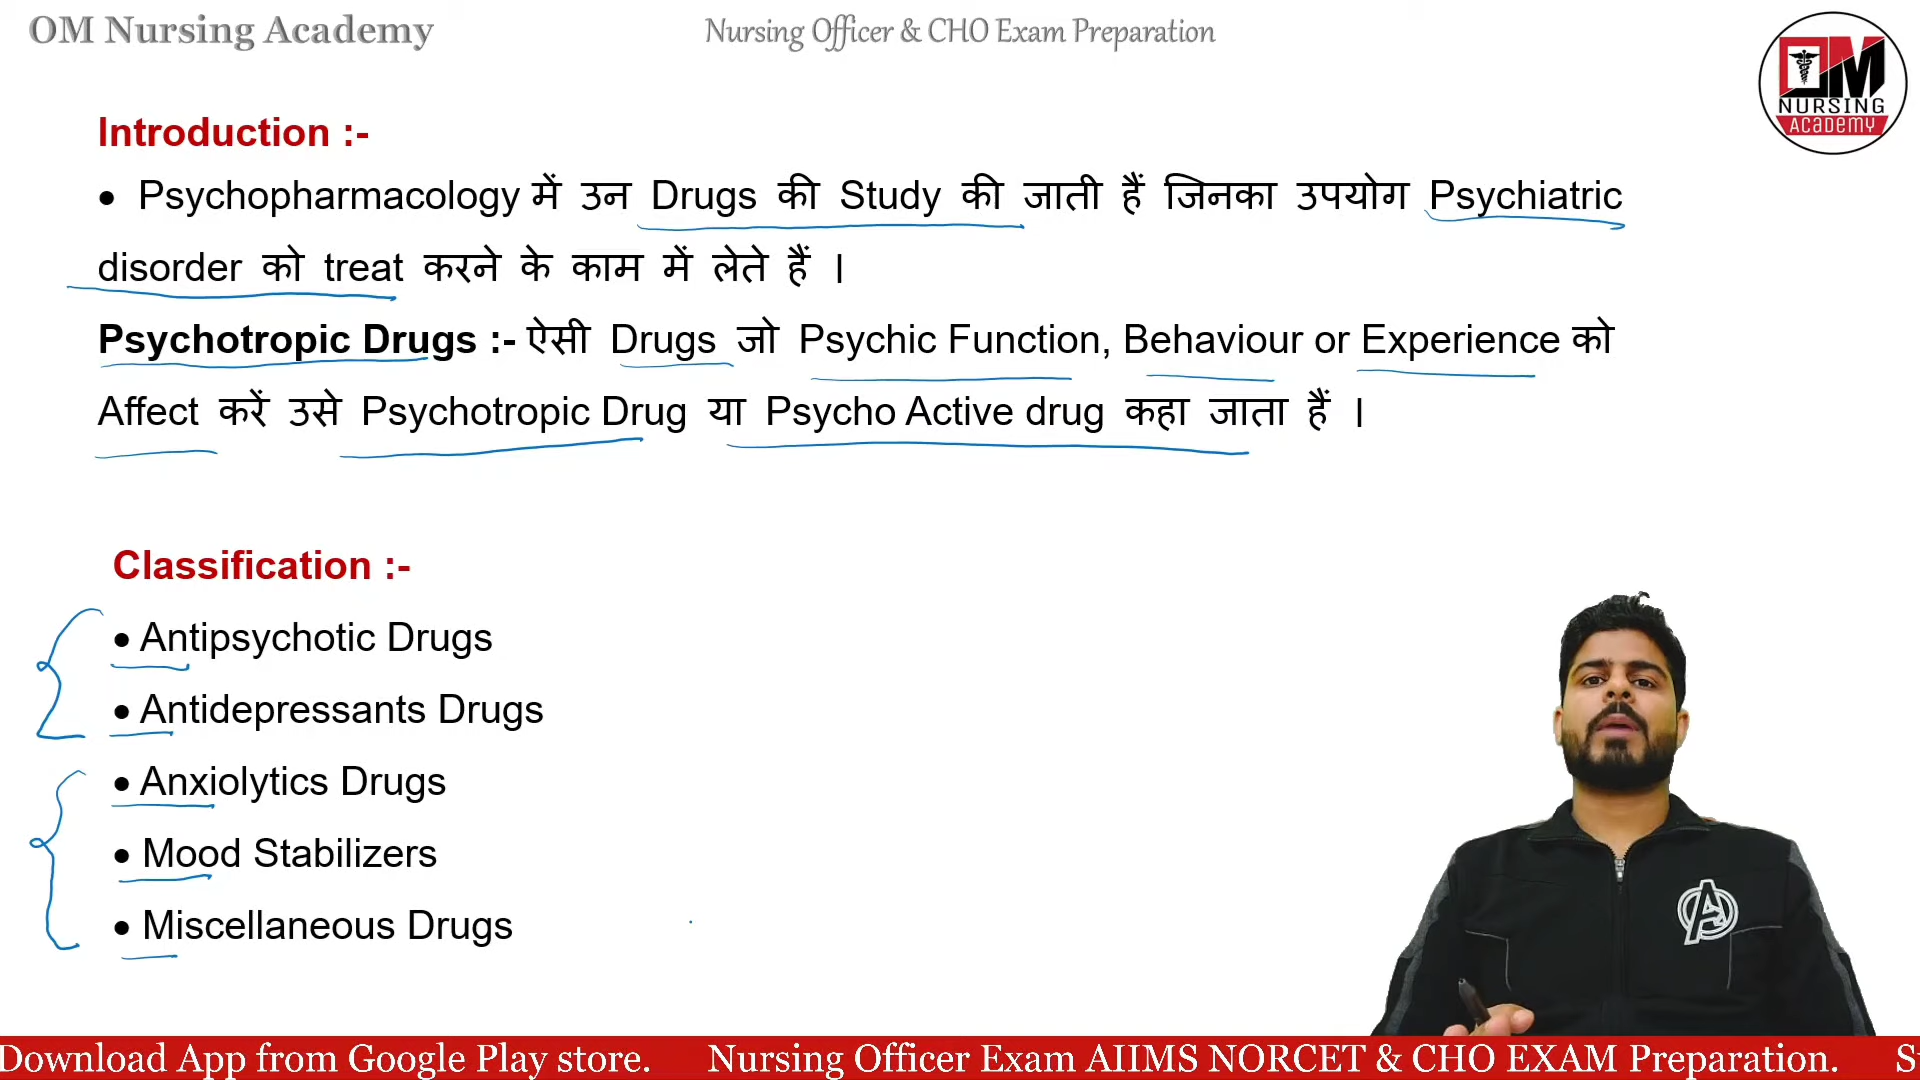 OM Nursing Academy
Nursing Officer & CHO Exam Preparation
OM
NURSING
ACADEMY
Introduction :-
• Psychopharmacology में उन Drugs की Study की जाती हैं जिनका उपयोग Psychiatric
disorder को treat करने के काम में लेते हैं ।
Psychotropic Drugs :- ऐसी Drugs जो Psychic Function, Behaviour or Experience को
Affect करें उसे Psychotropic Drug या Psycho Active drug कहा जाता हैं ।
Classification :-
• Antipsychotic Drugs
• Antidepressants Drugs
• Anxiolytics Drugs
• Mood Stabilizers
• Miscellaneous Drugs
Download App from Google Play store. Nursing Officer Exam AIIMS NORCET & CHO EXAM Preparation.